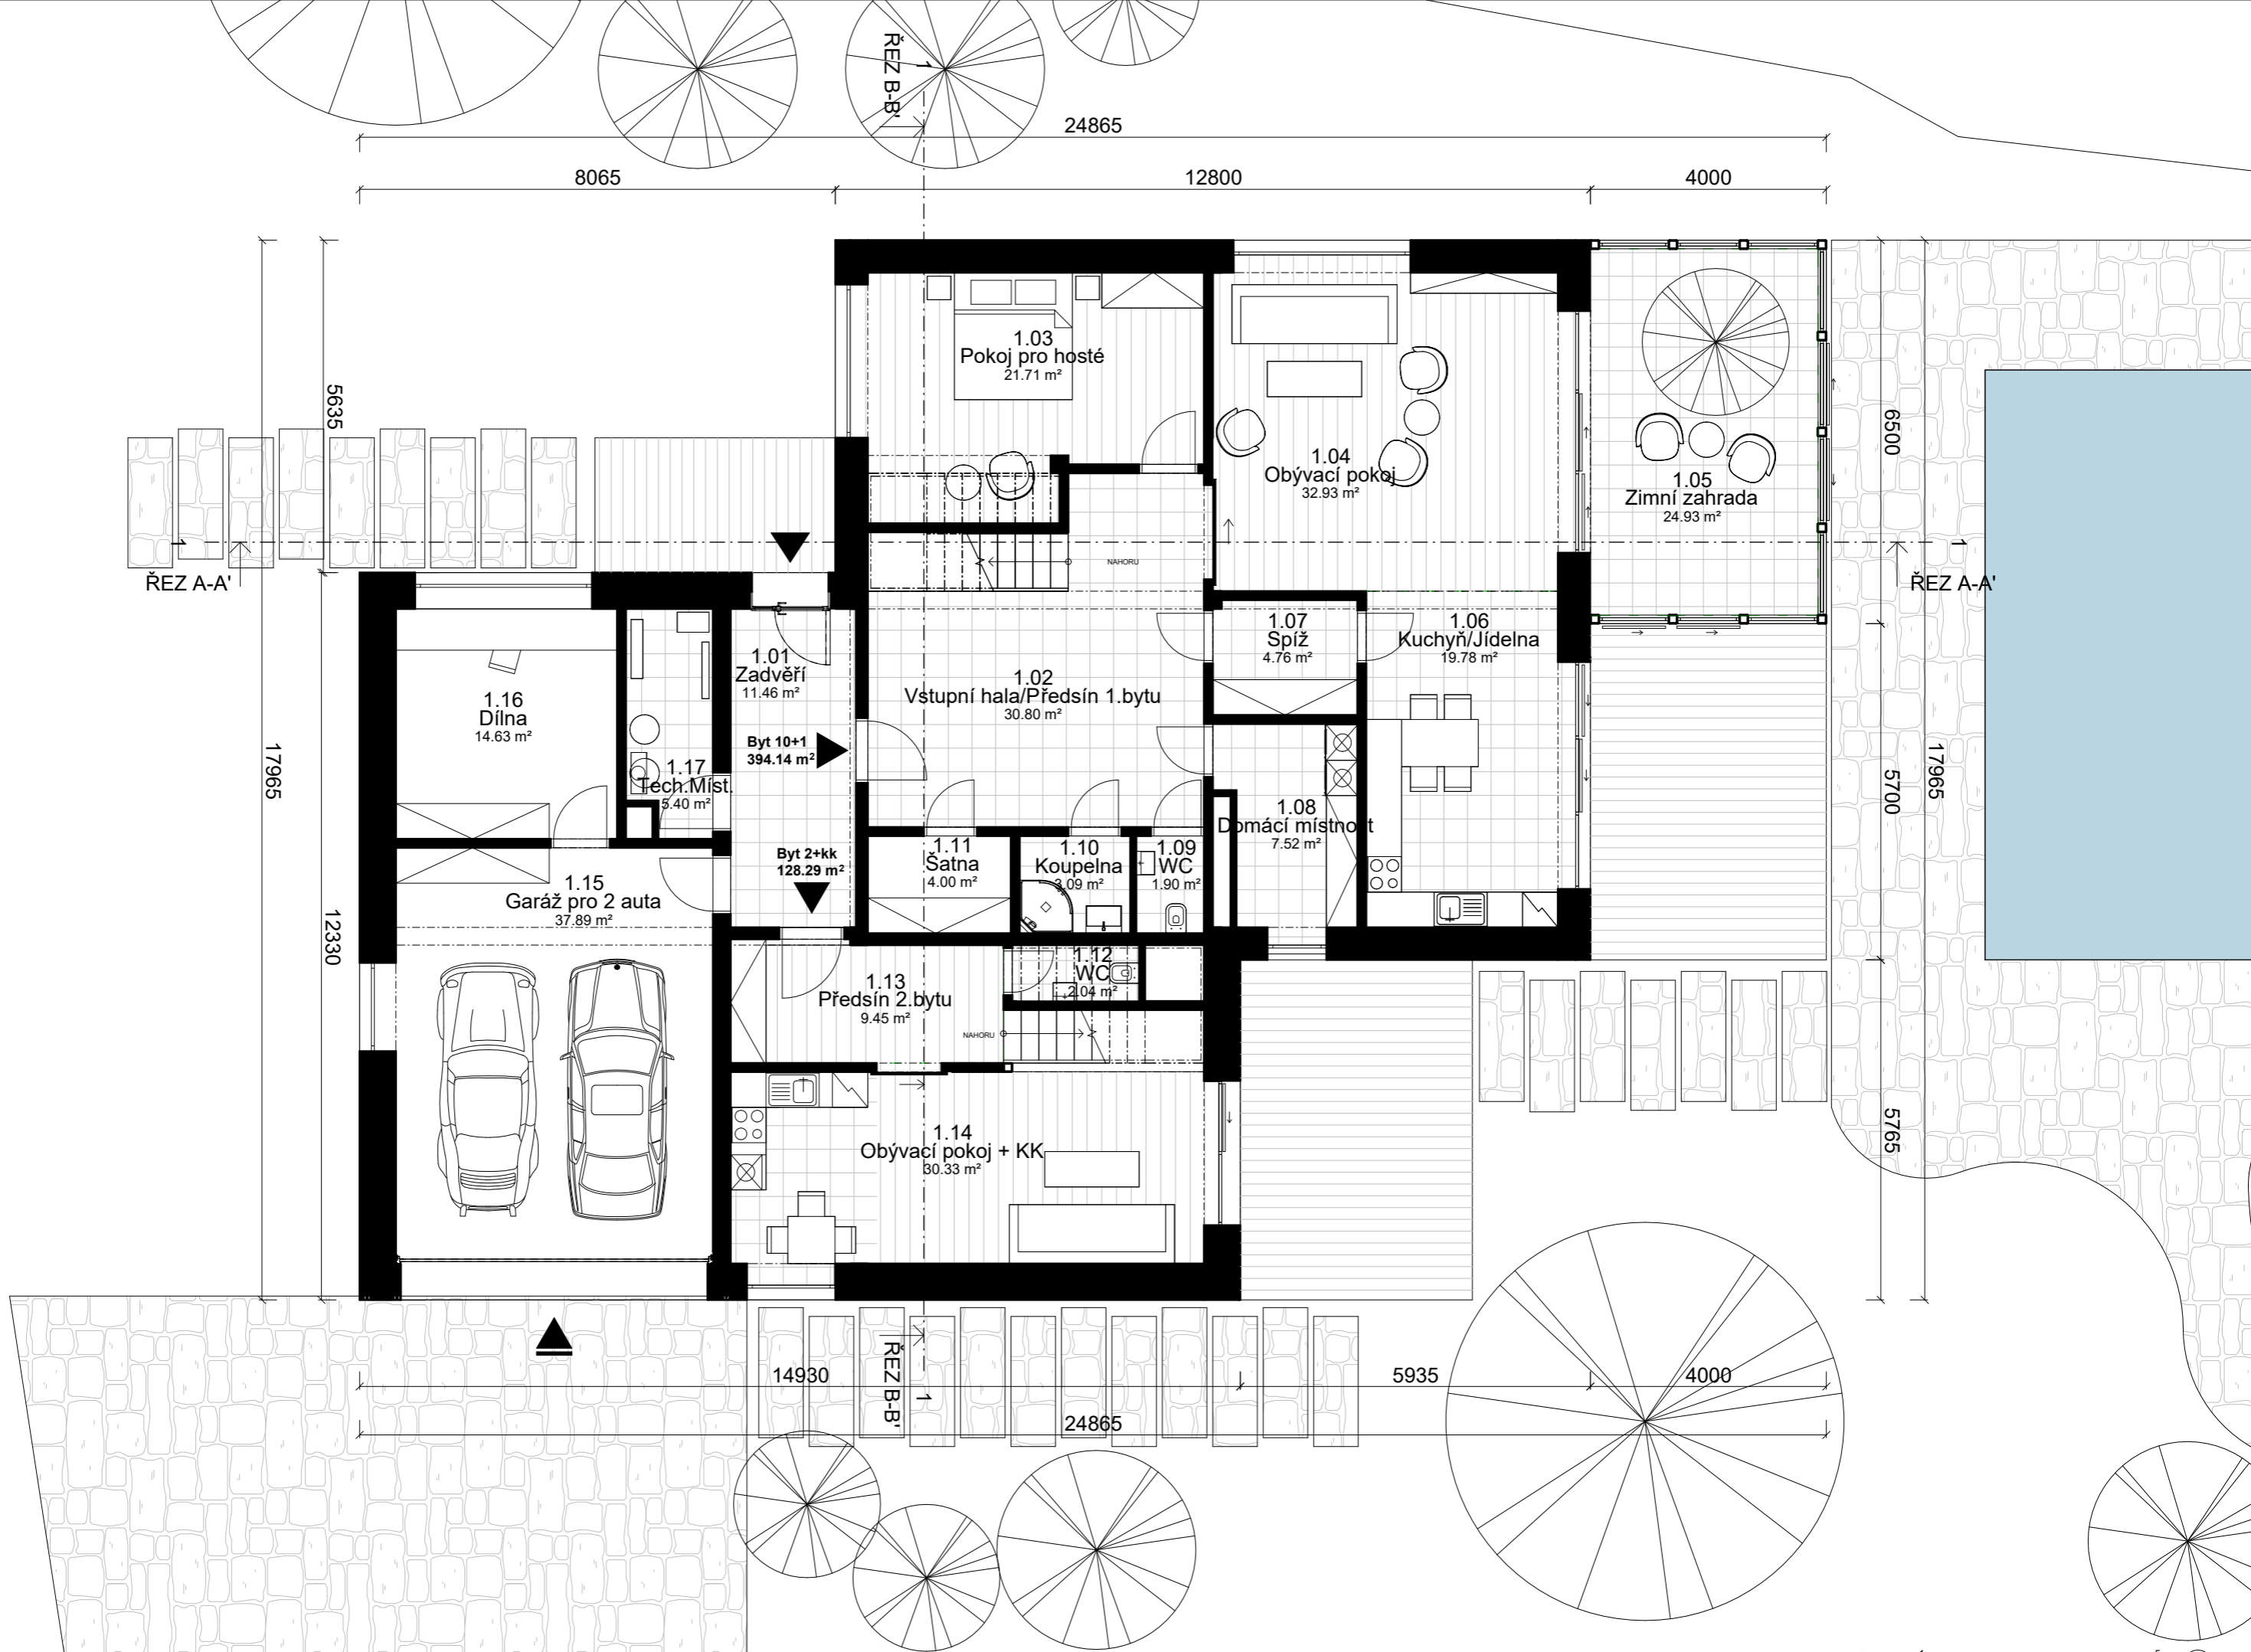 ŘEZ B-B'
1
24865
8065
12800
4000
5635
17965
12330
6500
5700
17965
5765
1.03
Pokoj pro hosté
21.71 m²
1.04
Obývací pokoj
32.93 m²
1.05
Zimní zahrada
24.93 m²
1
ŘEZ A-A'
NAHORU
1
ŘEZ A-A'
1.01
Zadvěří
11.46 m²
1.02
Vstupní hala/Předsín 1.bytu
30.80 m²
1.07
Spíž
4.76 m²
1.06
Kuchyň/Jídelna
19.78 m²
1.16
Dílna
14.63 m²
1.17
Tech.Míst.
5.40 m²
Byt 10+1
394.14 m²
1.08
Domácí místnost
7.52 m²
Byt 2+kk
128.29 m²
1.11
Šatna
4.00 m²
1.10
Koupelna
3.09 m²
1.09
WC
1.90 m²
1.15
Garáž pro 2 auta
37.89 m²
1.12
WC
2.04 m²
1.13
Předsín 2.bytu
9.45 m²
NAHORU
1.14
Obývací pokoj + KK
30.33 m²
ŘEZ B-B'
1
14930
5935
4000
24865